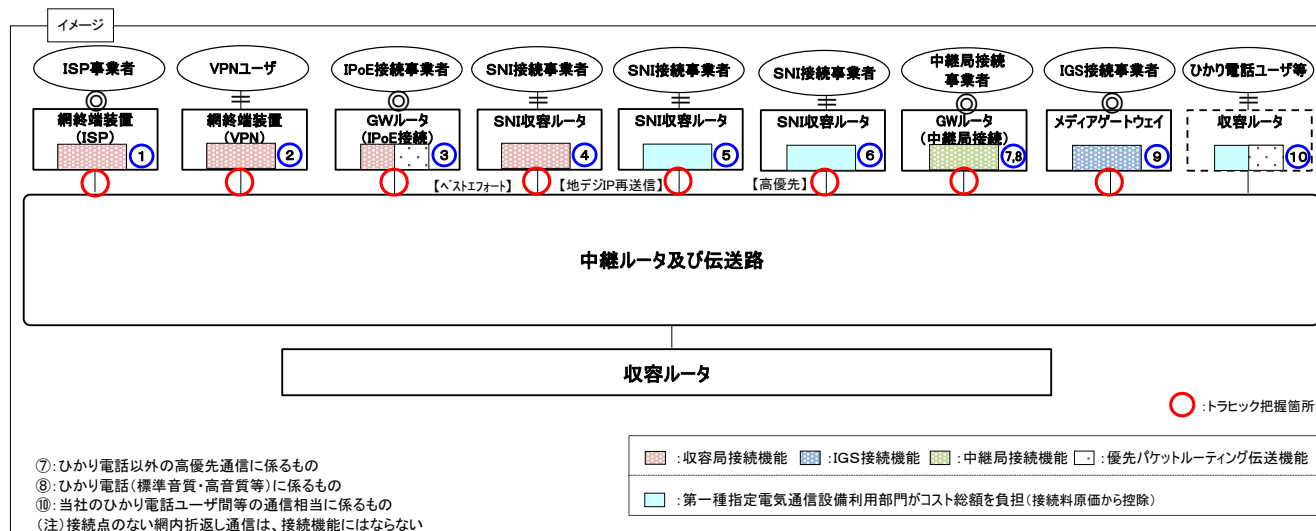 イメージ
ISP事業者
VPNユーザ
IPoE接続事業者
SNI接続事業者
SNI接続事業者
SNI接続事業者
中継局接続
事業者
IGS接続事業者
ひかり電話ユーザ等
網終端装置
(ISP)
①
網終端装置
(VPN)
②
GWルータ
(IPoE接続)
③
SNI収容ルータ
④
SNI収容ルータ
⑤
SNI収容ルータ
⑥
GWルータ
(中継局接続)
7,8
メディアゲートウェイ
⑨
収容ルータ
⑩
【ベストエフォート】
【地デジIP再送信】
【高優先】
中継ルータ及び伝送路
収容ルータ
:トラヒック把握箇所
⑦:ひかり電話以外の高優先通信に係るもの
⑧:ひかり電話(標準音質・高音質等)に係るもの
⑩:当社のひかり電話ユーザ間等の通信相当に係るもの
(注)接続点のない網内折返し通信は、接続機能にはならない
:収容局接続機能 :IGS接続機能 :中継局接続機能 :優先パケットルーティング伝送機能
:第一種指定電気通信設備利用部門がコスト総額を負担(接続料原価から控除)